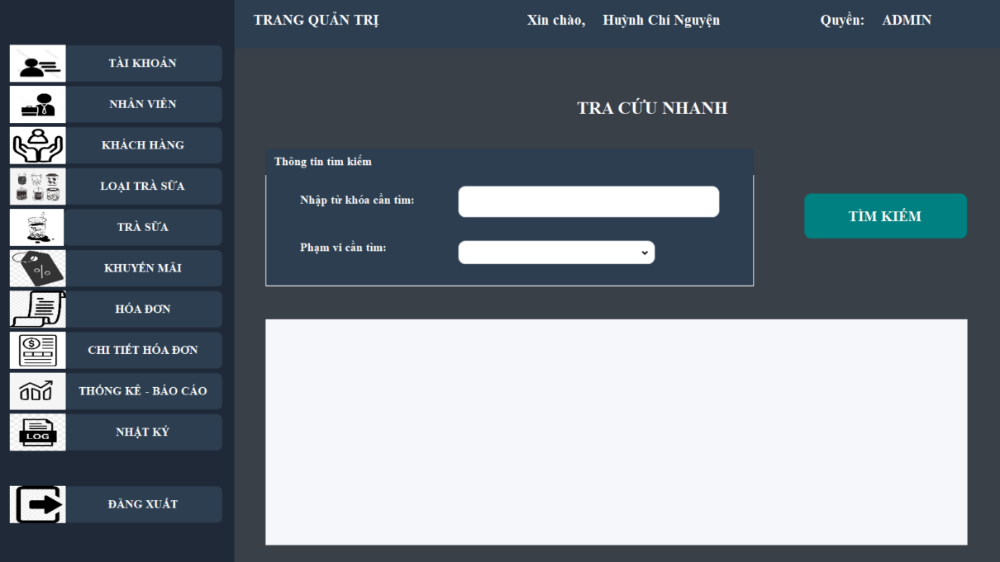 TRANG QUẢN TRỊ
Xin chào, Huỳnh Chí Nguyện
Quyền: ADMIN
TÀI KHOẢN
NHÂN VIÊN
KHÁCH HÀNG
LOẠI TRÀ SỮA
TRÀ SỮA
KHUYẾN MÃI
HÓA ĐƠN
CHI TIẾT HÓA ĐƠN
THỐNG KÊ - BÁO CÁO
LOG
NHẬT KÝ
ĐĂNG XUẤT
TRA CỨU NHANH
Thông tin tìm kiếm
Nhập từ khóa cần tìm:
Phạm vi cần tìm:
TÌM KIẾM